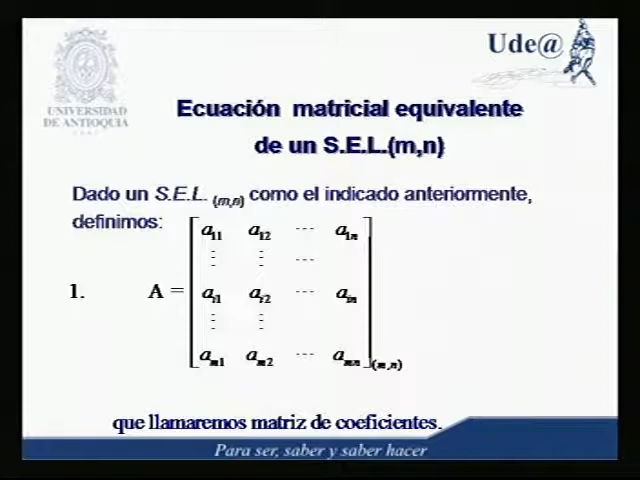 UNIVERSIDAD
DE ANTIOQUIA
Ude@
Ecuación matricial equivalente
de un S.E.L.(m,n)
Dado un S.E.L. (m,n) como el indicado anteriormente,
definimos:
a11 a12 ... a1n
⋮ ⋮ ...
1. A = ai1 ai2 ... ain
⋮ ⋮
am1 am2 ... amn (m,n)
que llamaremos matriz de coeficientes.
Para ser, saber y saber hacer